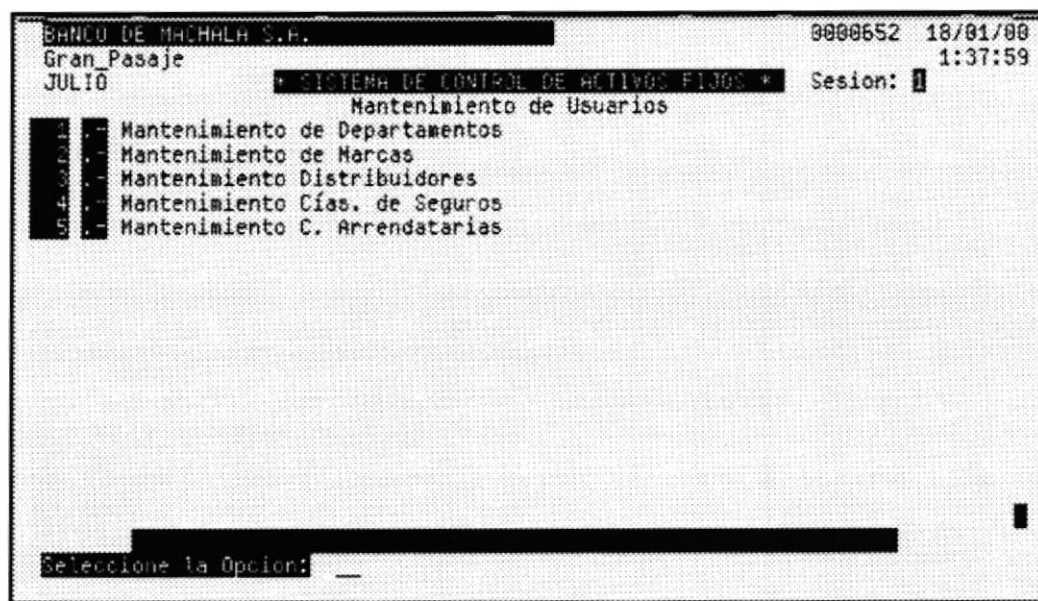 BANCO DE MACHALA S.A. 0000652 18/01/00
Gran_Pasaje 1:37:59
JULIO * SISTEMA DE CONTROL DE ACTIVOS FIJOS * Sesion: 1
Mantenimiento de Usuarios
1 .- Mantenimiento de Departamentos
2 .- Mantenimiento de Marcas
3 .- Mantenimiento Distribuidores
4 .- Mantenimiento Cías. de Seguros
5 .- Mantenimiento C. Arrendatarias
Seleccione la Opcion: __